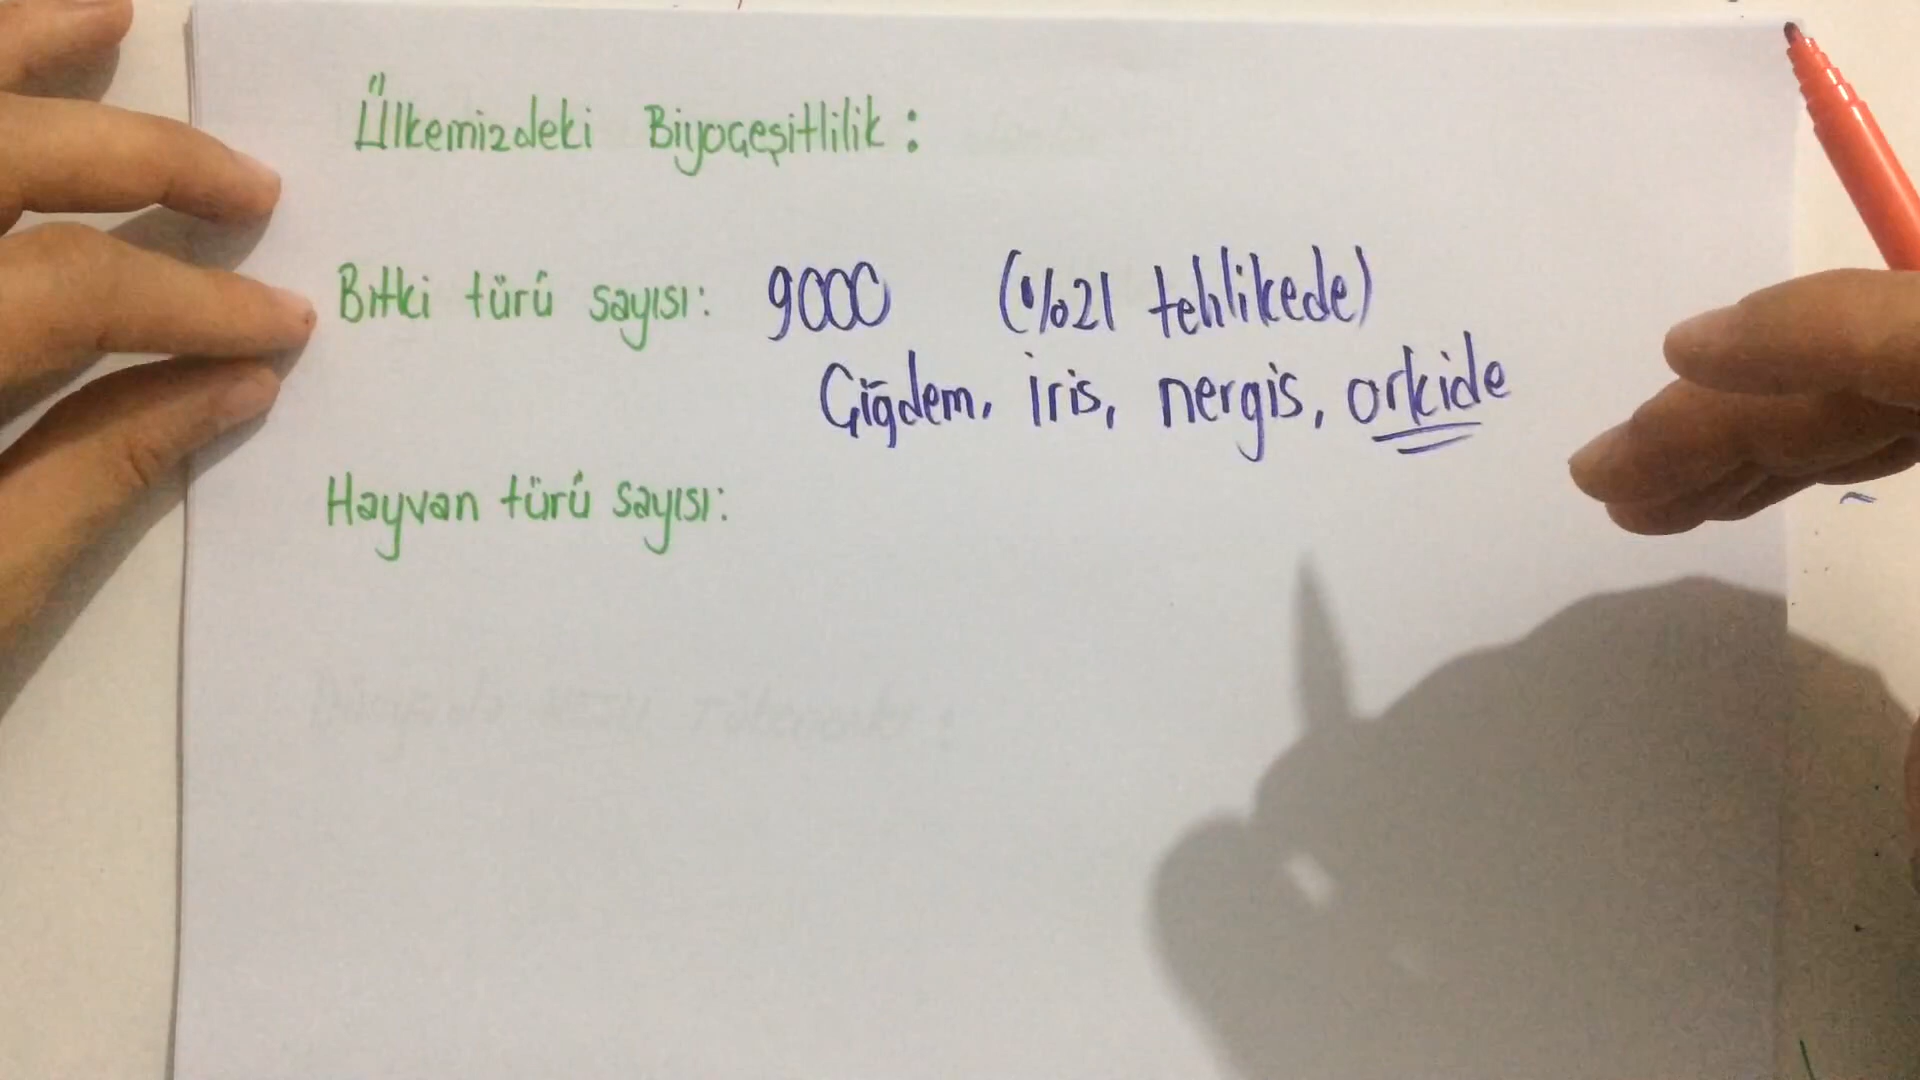 Ülkemizdeki Biyoçeşitlilik:
Bitki türü sayısı: 9000 (%21 tehlikede)
Çiğdem, iris, nergis, orkide
Hayvan türü sayısı: